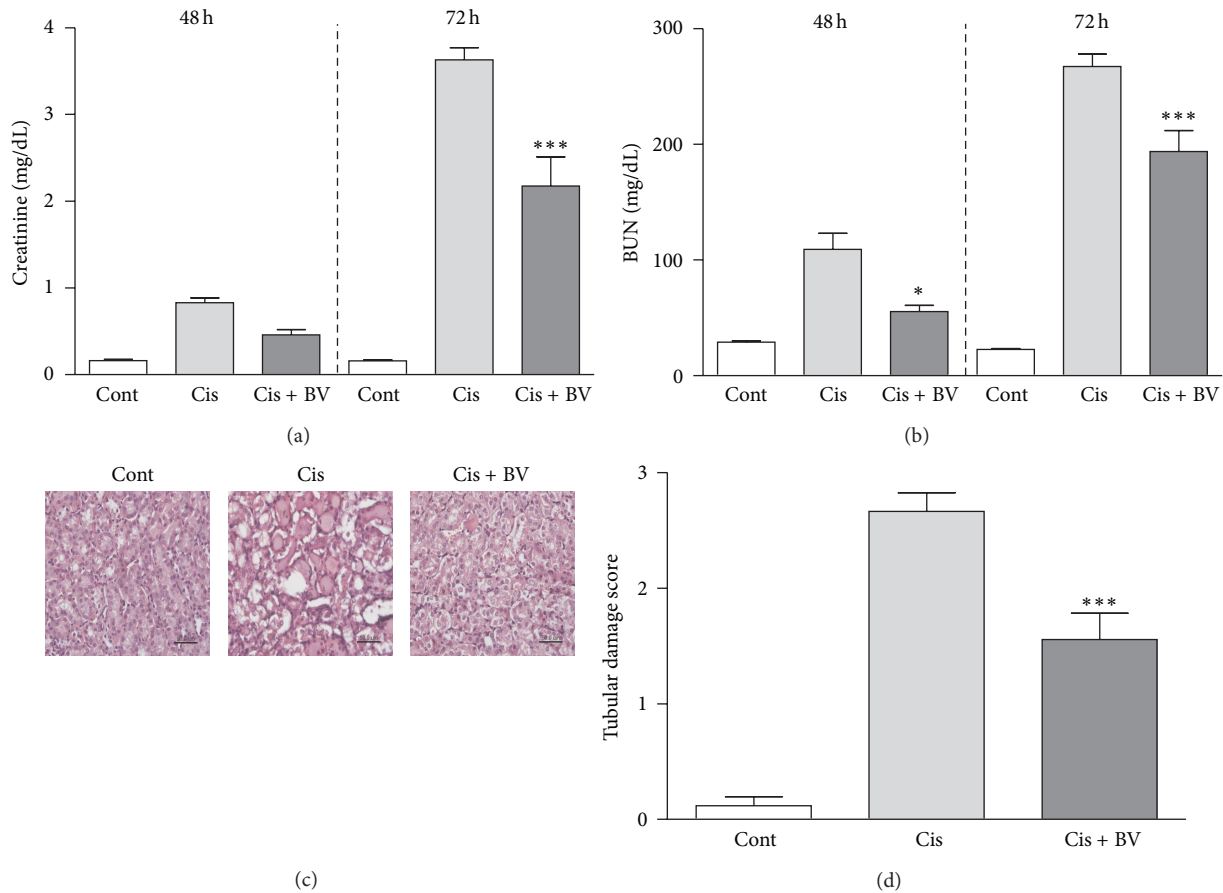 48 h
72 h
4
3
2
1
0
Creatinine (mg/dL)
***
Cont
Cis
Cis + BV
Cont
Cis
Cis + BV
(a)
48 h
72 h
300
200
100
0
BUN (mg/dL)
*
***
Cont
Cis
Cis + BV
Cont
Cis
Cis + BV
(b)
Cont
Cis
Cis + BV
(c)
3
2
1
0
Tubular damage score
***
Cont
Cis
Cis + BV
(d)